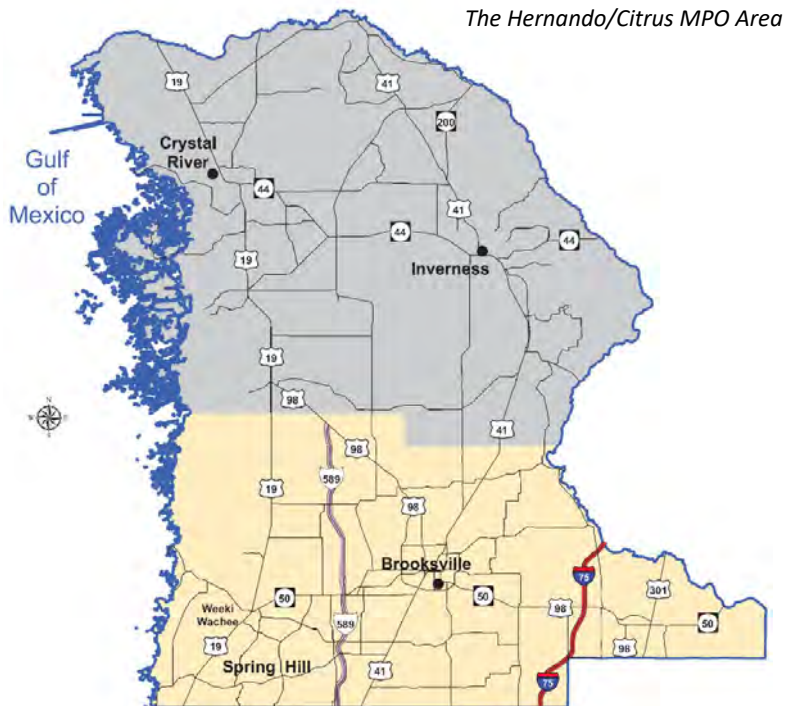 The Hernando/Citrus MPO Area
19
41
200
Crystal
River
Gulf
of
Mexico
44
41
44
44
19
Inverness
19
98
41
N
W
E
S
98
589
19
98
Brooksville
75
50
50
301
Weeki
Wachee
98
50
589
19
98
41
Spring Hill
75